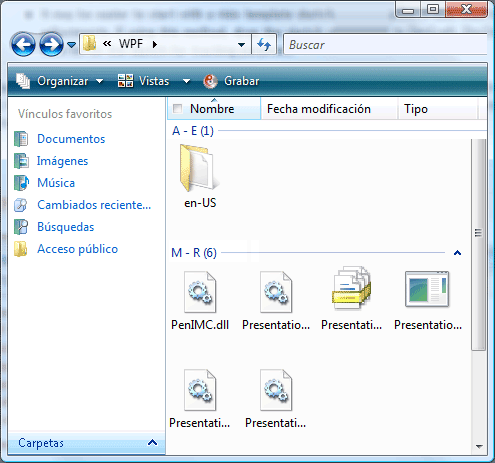 WPF
Buscar
Organizar
Vistas
Grabar
Vínculos favoritos
Documentos
Imágenes
Música
Cambiados reciente...
Búsquedas
Acceso público
Carpetas
Nombre
Fecha modificación
Tipo
A - E (1)
en-US
M - R (6)
PenIMC.dll
Presentatio...
Presentati...
Presentatio...
Presentati...
Presentati...